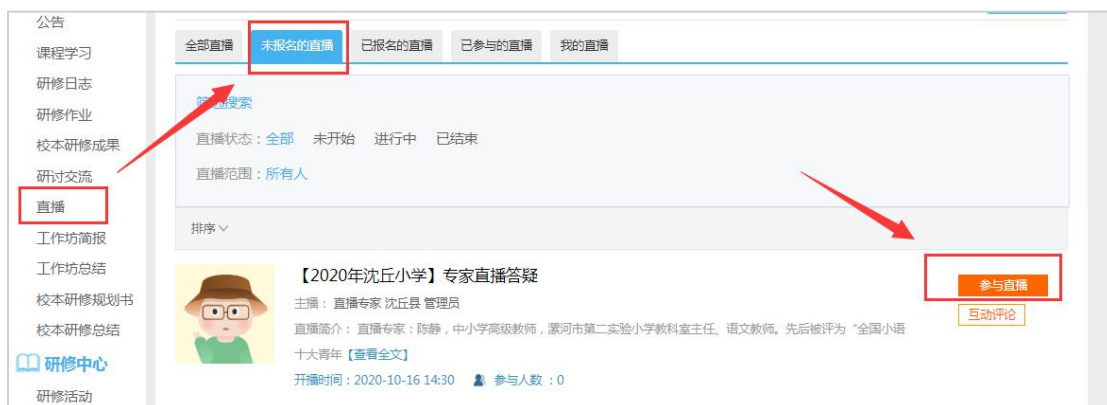 公告
课程学习
研修日志
研修作业
校本研修成果
研讨交流
直播
工作坊简报
工作坊总结
校本研修规划书
校本研修总结
研修中心
研修活动
全部直播 未报名的直播 已报名的直播 已参与的直播 我的直播
搜索
直播状态：全部 未开始 进行中 已结束
直播范围：所有人
排序
【2020年沈丘小学】专家直播答疑
主播：直播专家 沈丘县 管理员
直播简介：直播专家：陈静，中小学高级教师，漯河市第二实验小学教科室主任、语文教师。先后被评为“全国小语
十大青年【查看全文】
开播时间：2020-10-16 14:30 参与人数：0
参与直播
互动评论